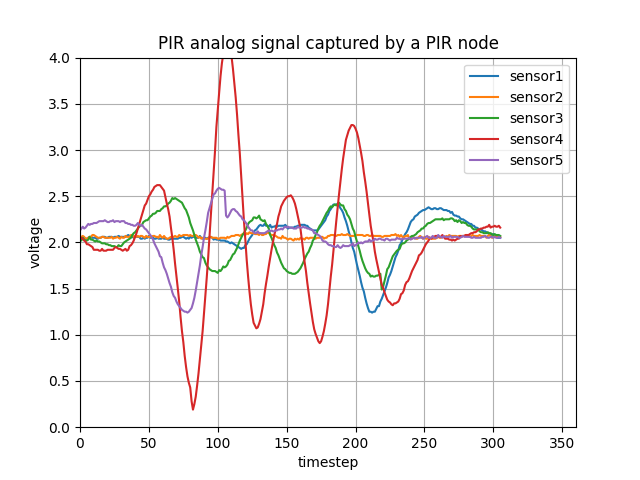 PIR analog signal captured by a PIR node
4.0
3.5
3.0
2.5
2.0
1.5
1.0
0.5
0.0
voltage
sensor1
sensor2
sensor3
sensor4
sensor5
0 50 100 150 200 250 300 350
timestep